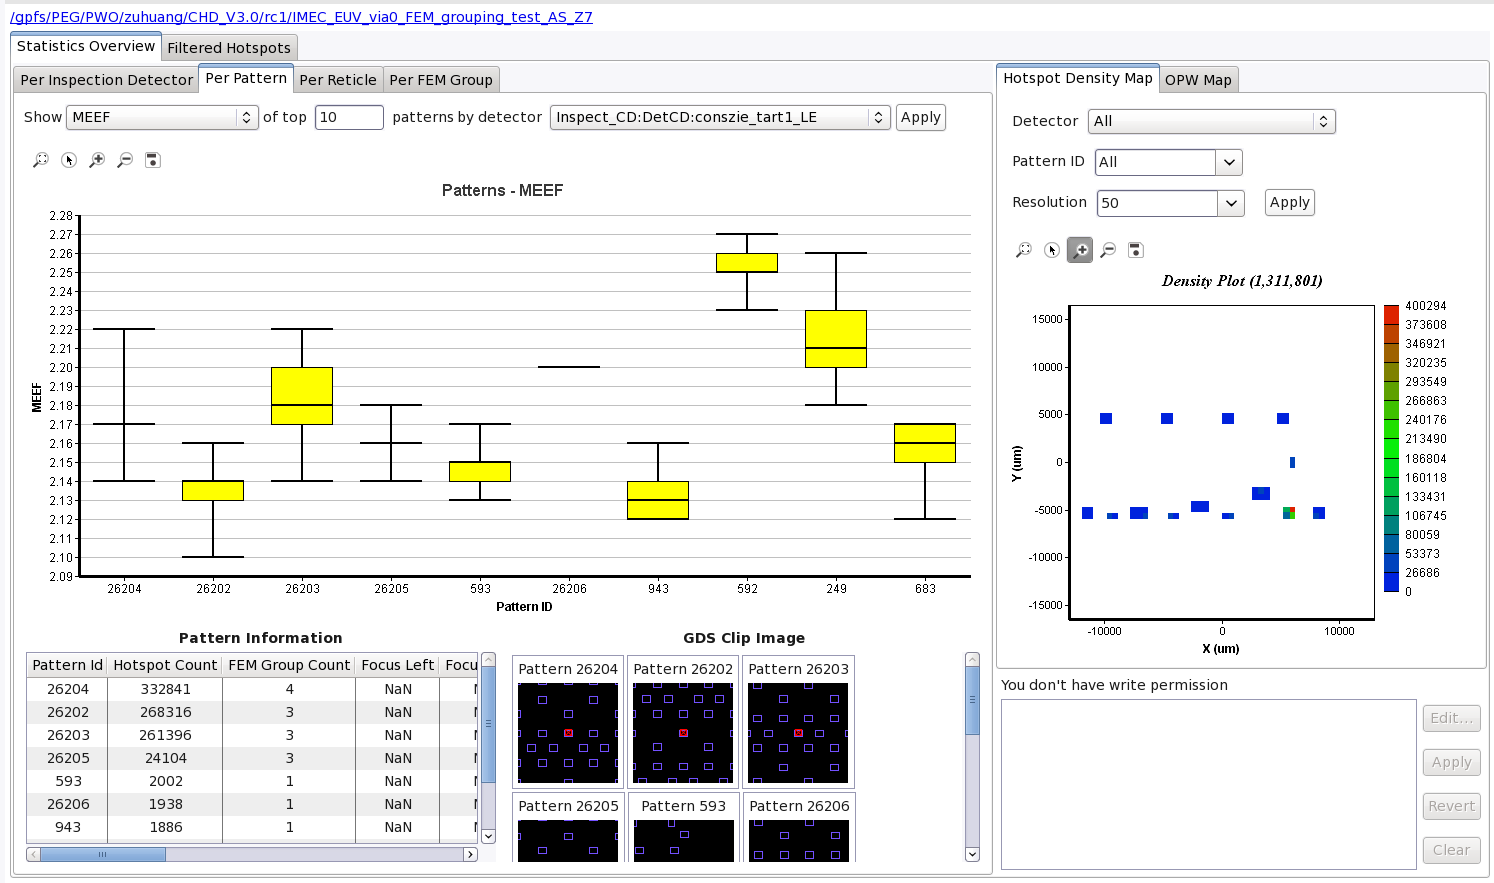 /gpfs/PEG/PWO/zuhuang/CHD_V3.0/rc1/IMEC_EUV_via0_FEM_grouping_test_AS_Z7
Statistics Overview Filtered Hotspots
Per Inspection Detector Per Pattern Per Reticle Per FEM Group
Show MEEF of top 10 patterns by detector Inspect_CD:DetCD:conszie_tart1_LE Apply
Patterns - MEEF
2.28
2.27
2.26
2.25
2.24
2.23
2.22
2.21
2.20
2.19
2.18
2.17
2.16
2.15
2.14
2.13
2.12
2.11
2.10
2.09
MEEF
26204 26202 26203 26205 593 26206 943 592 249 683
Pattern ID
Pattern Information
Pattern Id Hotspot Count FEM Group Count Focus Left Focu
26204 332841 4 NaN
26202 268316 3 NaN
26203 261396 3 NaN
26205 24104 3 NaN
593 2002 1 NaN
26206 1938 1 NaN
943 1886 1 NaN
GDS Clip Image
Pattern 26204 Pattern 26202 Pattern 26203
Pattern 26205 Pattern 593 Pattern 26206
Hotspot Density Map OPW Map
Detector All
Pattern ID All
Resolution 50 Apply
Density Plot (1,311,801)
15000
10000
5000
0
-5000
-10000
-15000
Y (um)
-10000 0 10000
X (um)
400294
373608
346921
320235
293549
266863
240176
213490
186804
160118
133431
106745
80059
53373
26686
0
You don't have write permission
Edit...
Apply
Revert
Clear